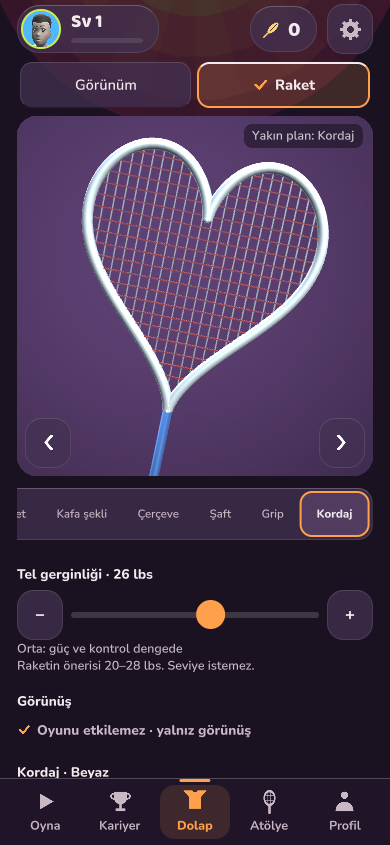 Sv 1
0
Görünüm
Raket
Yakın plan: Kordaj
et
Kafa şekli
Çerçeve
Şaft
Grip
Kordaj
Tel gerginliği · 26 lbs
−
+
Orta: güç ve kontrol dengede
Raketin önerisi 20–28 lbs. Seviye istemez.
Görünüş
Oyunu etkilemez · yalnız görünüş
Kordaj · Beyaz
Oyna
Kariyer
Dolap
Atölye
Profil